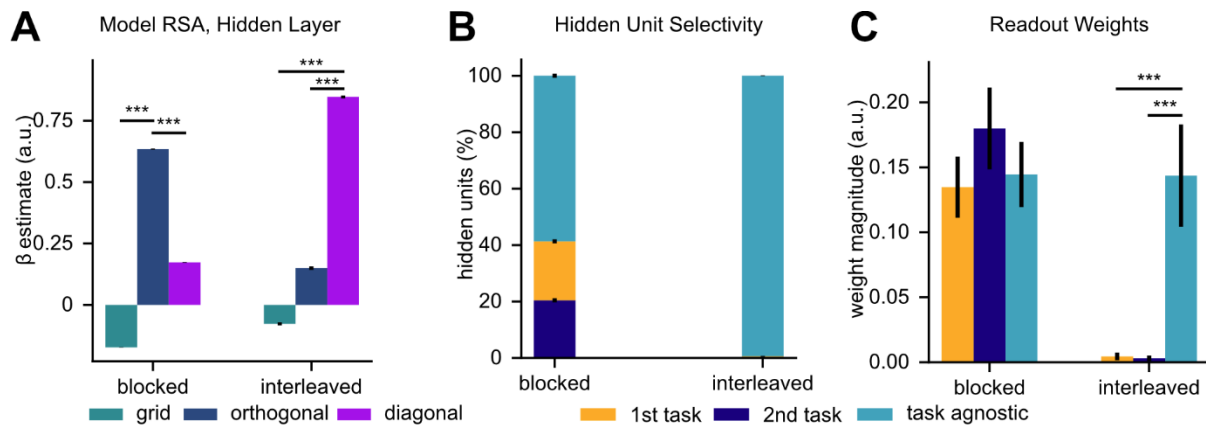 A
Model RSA, Hidden Layer
β estimate (a.u.)
0.75
0.5
0.25
0
***
***
***
***
blocked
interleaved
grid
orthogonal
diagonal
B
Hidden Unit Selectivity
hidden units (%)
100
80
60
40
20
0
blocked
interleaved
C
Readout Weights
weight magnitude (a.u.)
0.20
0.15
0.10
0.05
0.00
***
***
blocked
interleaved
1st task
2nd task
task agnostic